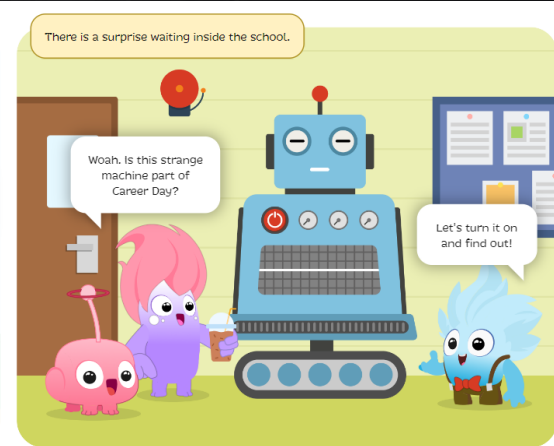 There is a surprise waiting inside the school.
Woah. Is this strange
machine part of
Career Day?
Let's turn it on
and find out!